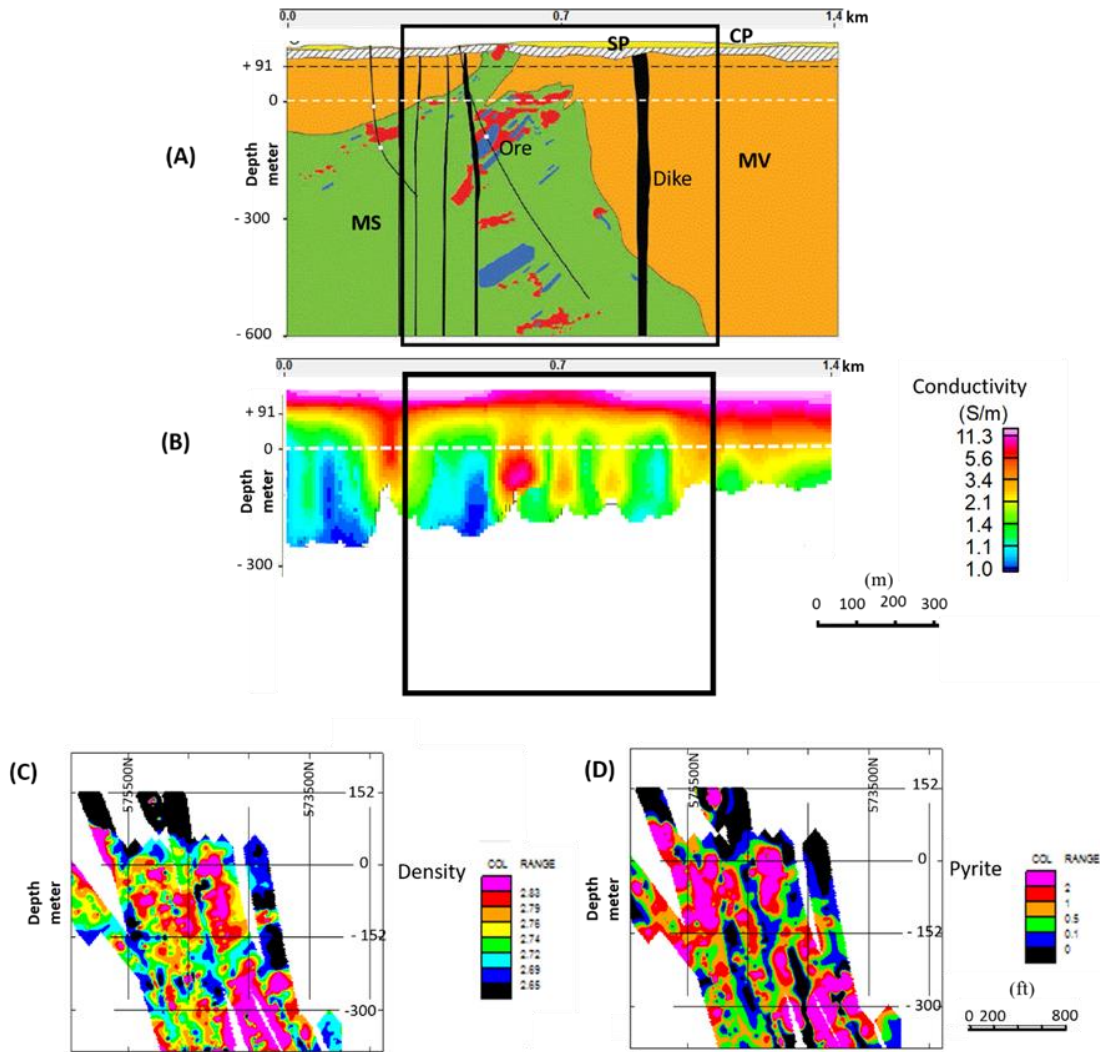 0.0 0.7 1.4 km
SP CP
+ 91
0
(A)
Depth
meter
Ore
MV
Dike
- 300
MS
- 600
0.0 0.7 1.4 km
Conductivity
(S/m)
+ 91
(B)
0
Depth
meter
- 300
11.3
5.6
3.4
2.1
1.4
1.1
1.0
(m)
0 100 200 300
(C)
575500N
573500N
152
0
- 152
- 300
Depth
meter
Density
COL RANGE
2.83
2.79
2.76
2.74
2.72
2.69
2.65
(D)
575500N
573500N
152
0
- 152
- 300
Depth
meter
Pyrite
COL RANGE
2
1
0.5
0.1
0
(ft)
0 200 800